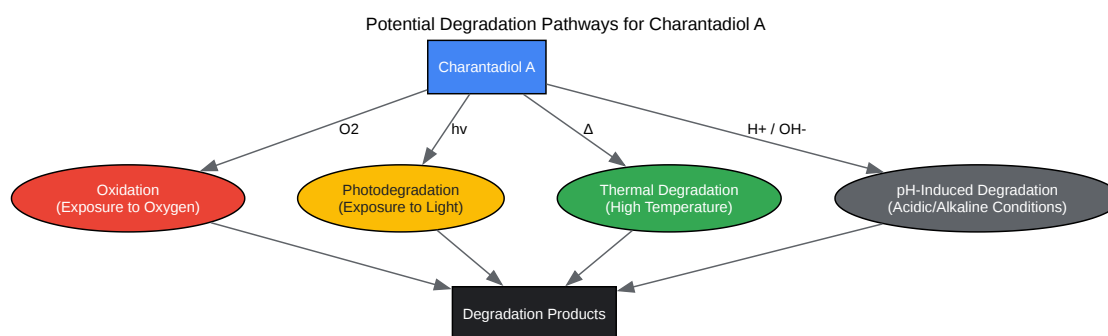 Potential Degradation Pathways for Charantadiol A
Charantadiol A
O2
hv
Δ
H+ / OH-
Oxidation
(Exposure to Oxygen)
Photodegradation
(Exposure to Light)
Thermal Degradation
(High Temperature)
pH-Induced Degradation
(Acidic/Alkaline Conditions)
Degradation Products